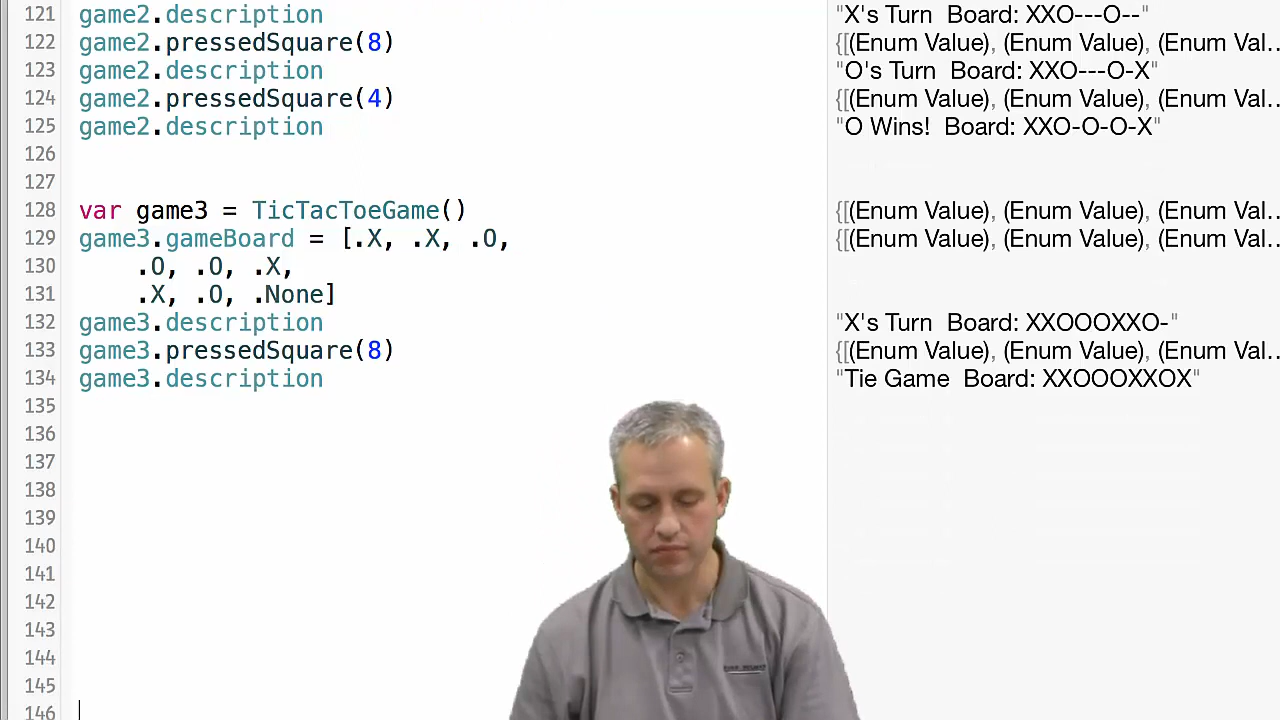 121 game2.description "X's Turn  Board: XXO---O--"
122 game2.pressedSquare(8) {[(Enum Value), (Enum Value), (Enum Val...
123 game2.description "O's Turn  Board: XXO---O-X"
124 game2.pressedSquare(4) {[(Enum Value), (Enum Value), (Enum Val...
125 game2.description "O Wins!  Board: XXO-O-O-X"
126
127
128 var game3 = TicTacToeGame() {[(Enum Value), (Enum Value), (Enum Val...
129 game3.gameBoard = [.X, .X, .O, {[(Enum Value), (Enum Value), (Enum Val...
130 .O, .O, .X,
131 .X, .O, .None]
132 game3.description "X's Turn  Board: XXOOOXXO-"
133 game3.pressedSquare(8) {[(Enum Value), (Enum Value), (Enum Val...
134 game3.description "Tie Game  Board: XXOOOXXOX"
135
136
137
138
139
140
141
142
143
144
145
146